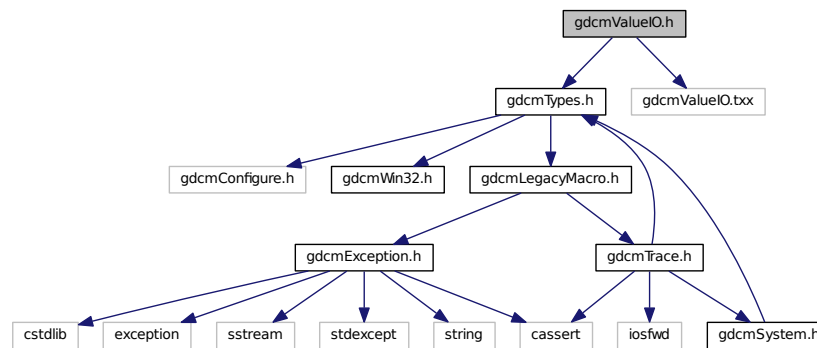 gdcmValueIO.h
gdcmTypes.h
gdcmValueIO.txx
gdcmConfigure.h
gdcmWin32.h
gdcmLegacyMacro.h
gdcmException.h
gdcmTrace.h
cstdlib
exception
sstream
stdexcept
string
cassert
iosfwd
gdcmSystem.h